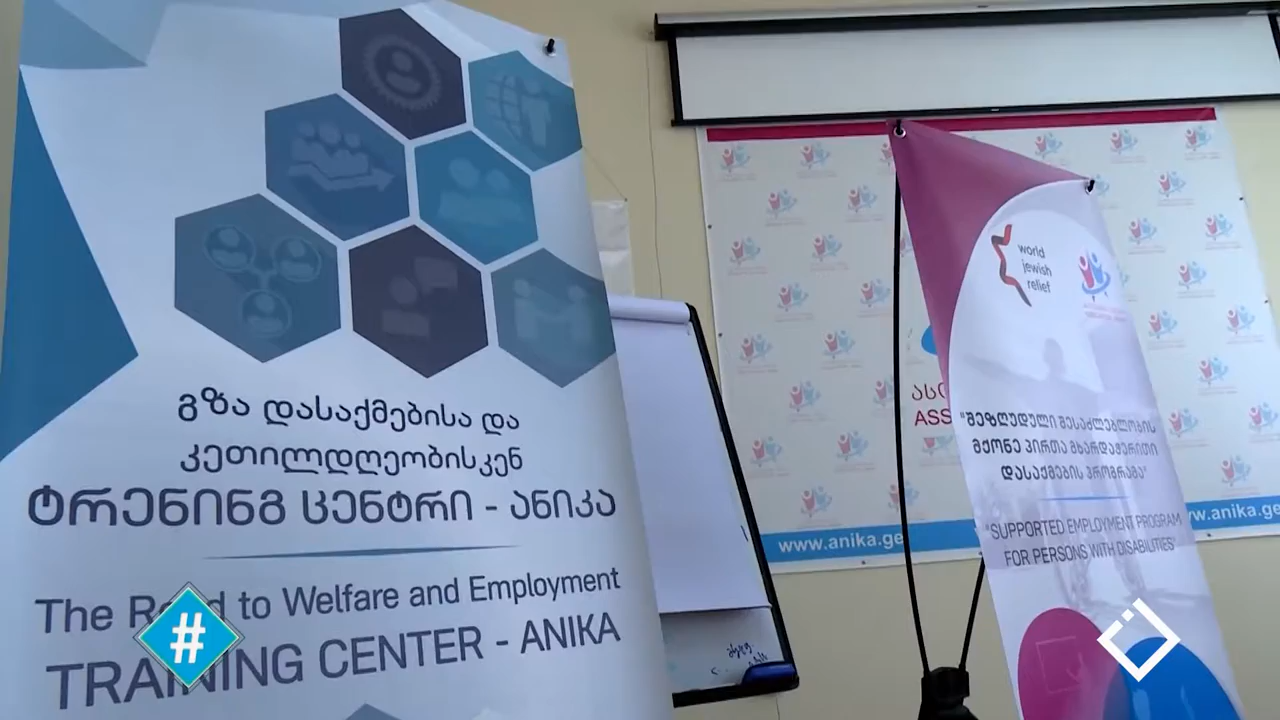 გზა დასაქმებისა და
კეთილდღეობისკენ
ტრენინგ ცენტრი - ანიკა
The Road to Welfare and Employment
TRAINING CENTER - ANIKA
#
world
jewish
relief
"შეზღუდული შესაძლებლობის
მქონე პირთა მხარდაჭერითი
დასაქმების პროგრამა"
"SUPPORTED EMPLOYMENT PROGRAM
FOR PERSONS WITH DISABILITIES"
ასო
ASS
www.anika.ge
www.anika.ge